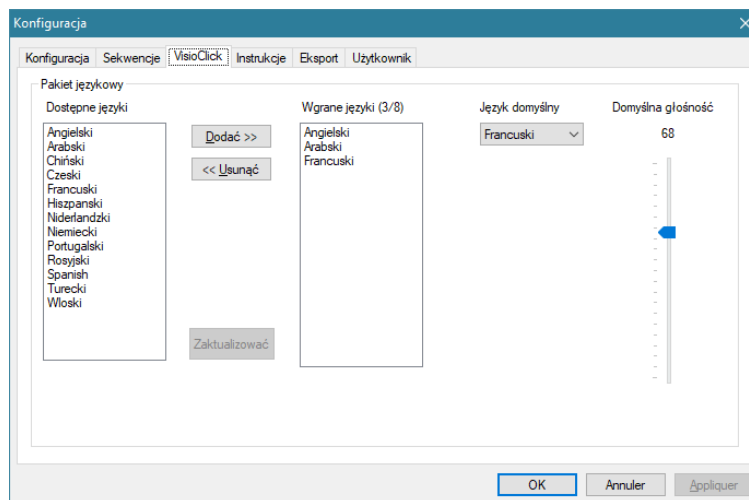 Konfiguracja
Konfiguracja Sekwencje VisioClick Instrukcje Eksport Użytkownik
Pakiet językowy
Dostępne języki
Angielski
Arabski
Chiński
Czeski
Francuski
Hiszpanski
Niderlandzki
Niemiecki
Portugalski
Rosyjski
Spanish
Turecki
Wloski
Dodać >>
<< Usunąć
Zaktualizować
Wgrane języki (3/8)
Angielski
Arabski
Francuski
Język domyślny
Francuski
Domyślna głośność
68
OK Annuler Appliquer